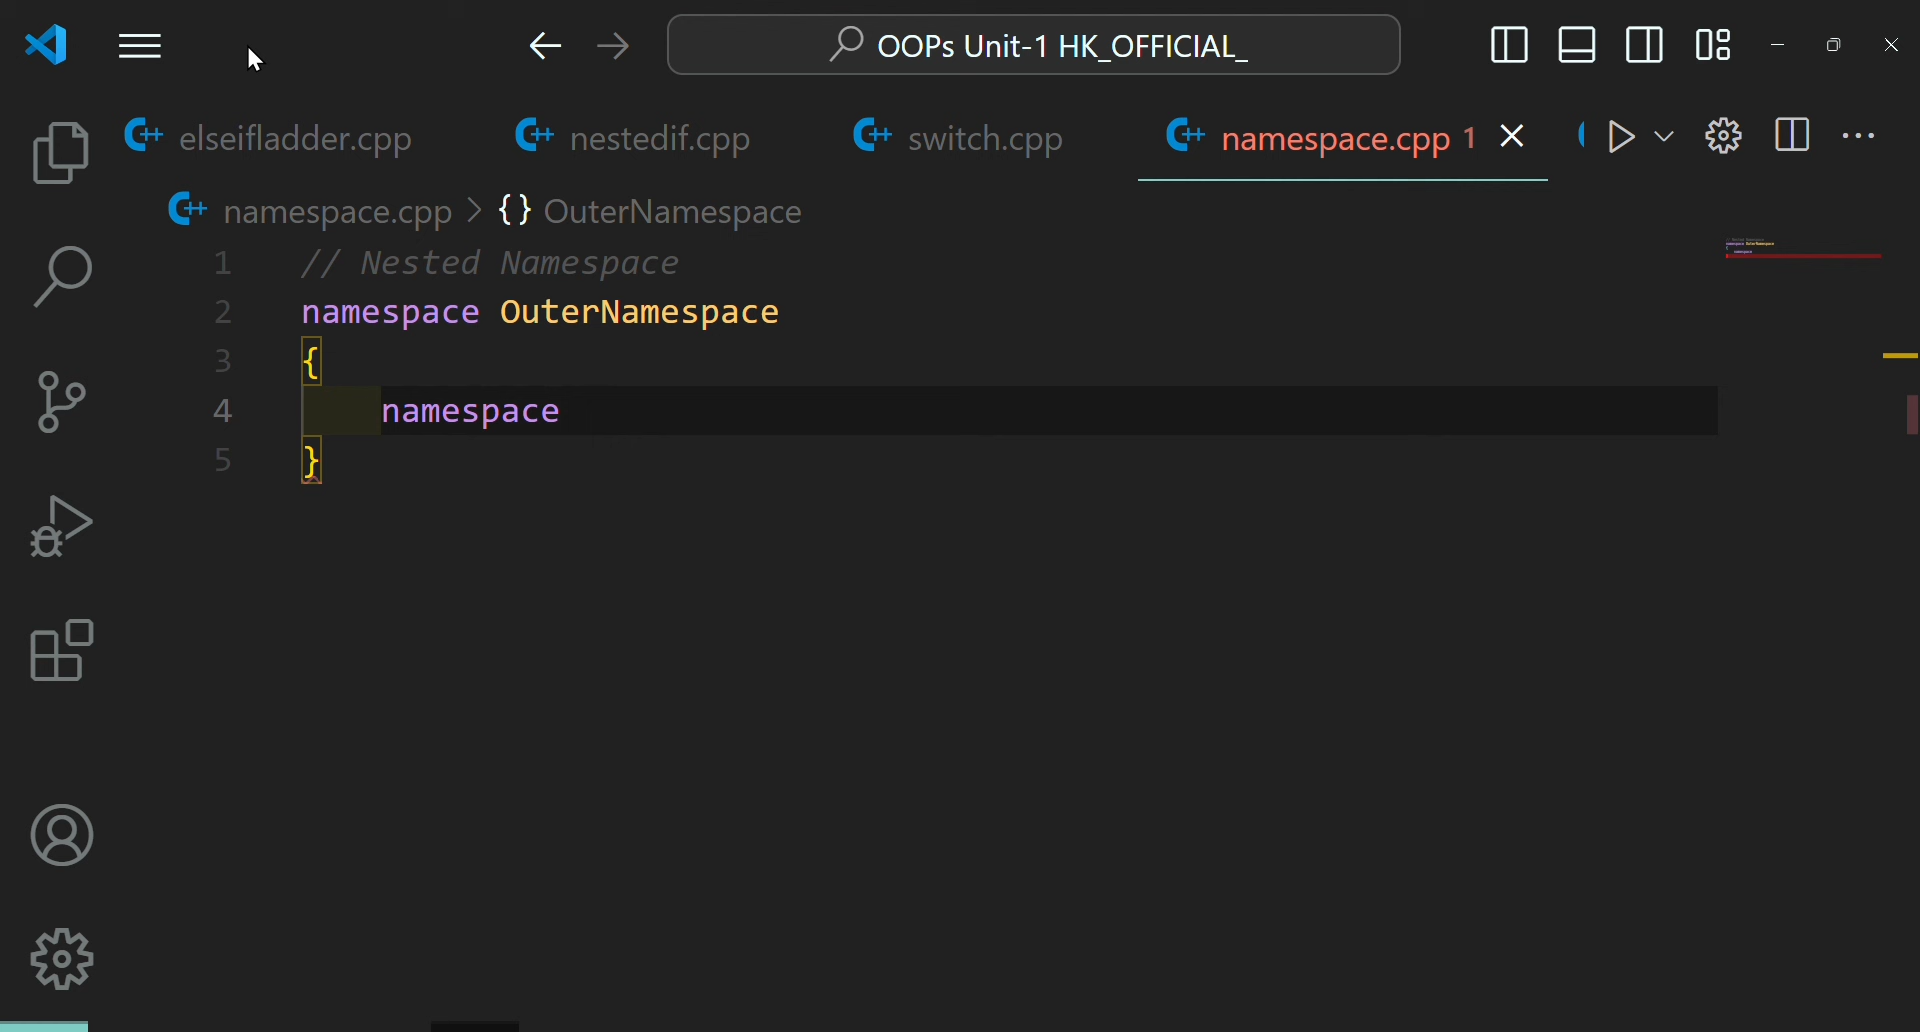 OOPs Unit-1 HK_OFFICIAL_
elseifladder.cpp nestedif.cpp switch.cpp namespace.cpp 1
namespace.cpp > {} OuterNamespace
1 // Nested Namespace
2 namespace OuterNamespace
3 {
4 namespace
5 }